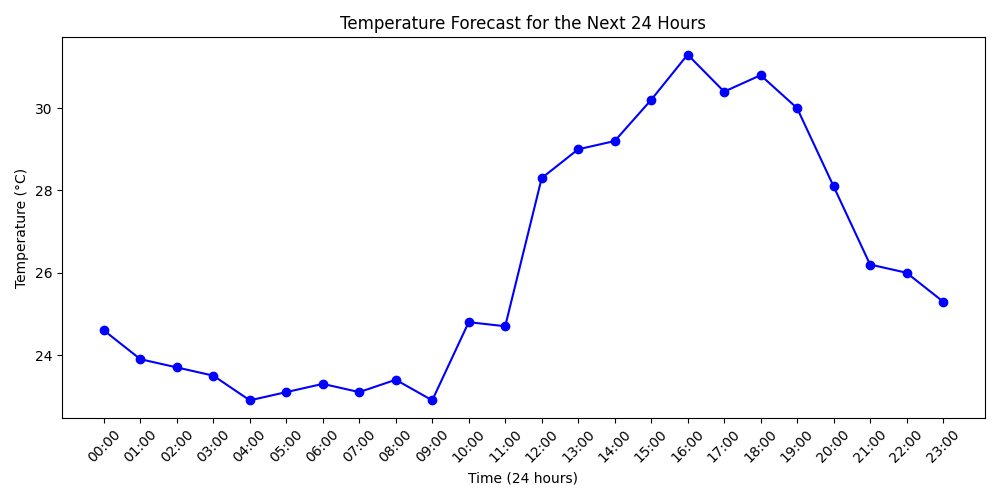 Temperature Forecast for the Next 24 Hours
Temperature (°C)
30
28
26
24
00:00 01:00 02:00 03:00 04:00 05:00 06:00 07:00 08:00 09:00 10:00 11:00 12:00 13:00 14:00 15:00 16:00 17:00 18:00 19:00 20:00 21:00 22:00 23:00
Time (24 hours)